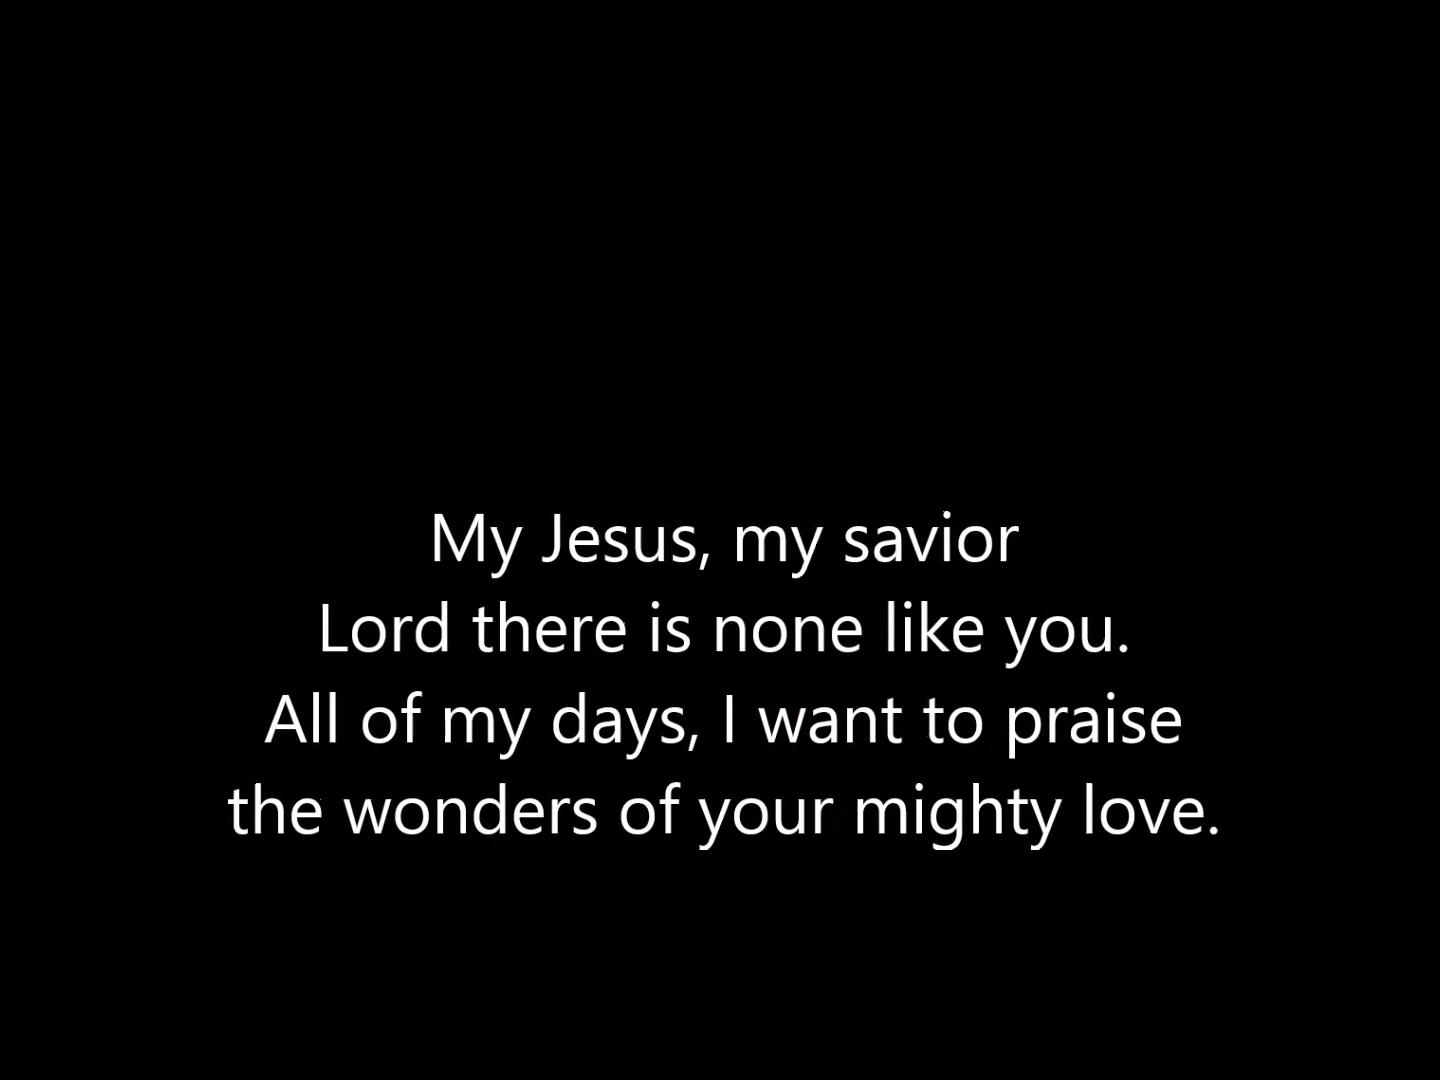 My Jesus, my savior
Lord there is none like you.
All of my days, I want to praise
the wonders of your mighty love.